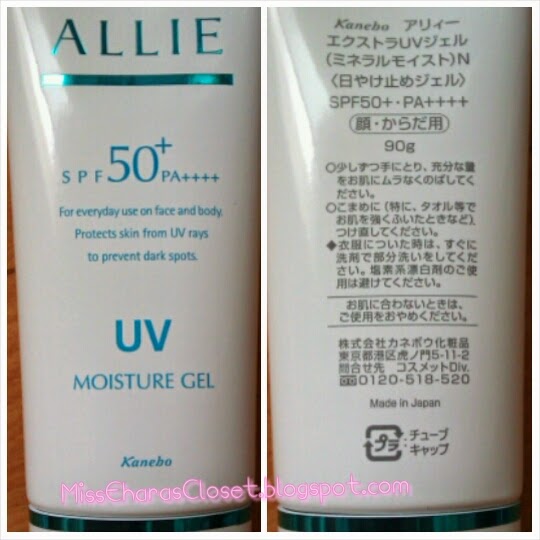 ALLIE
SPF50+ PA++++
For everyday use on face and body.
Protects skin from UV rays
to prevent dark spots.
UV
MOISTURE GEL
Kanebo
Kanebo アリィー
エクストラUVジェル
(ミネラルモイスト)N
〈日やけ止めジェル〉
SPF50+・PA++++
顔・からだ用
90g
○少しずつ手にとり、充分な量
をお肌にムラなくのばしてく
ださい。
○こまめに(特に、タオル等で
お肌を強くふいたときなど)、
つけ直してください。
◆衣服についた時は、すぐに
洗剤で部分洗いをしてくだ
さい。塩素系漂白剤のご使
用は避けてください。
お肌に合わないときは、
ご使用をおやめください。
株式会社カネボウ化粧品
東京都港区虎ノ門5-11-2
問合せ先 コスメットDiv.
0120-518-520
Made in Japan
プラ
チューブ
キャップ
MissCharasCloset.blogspot.com